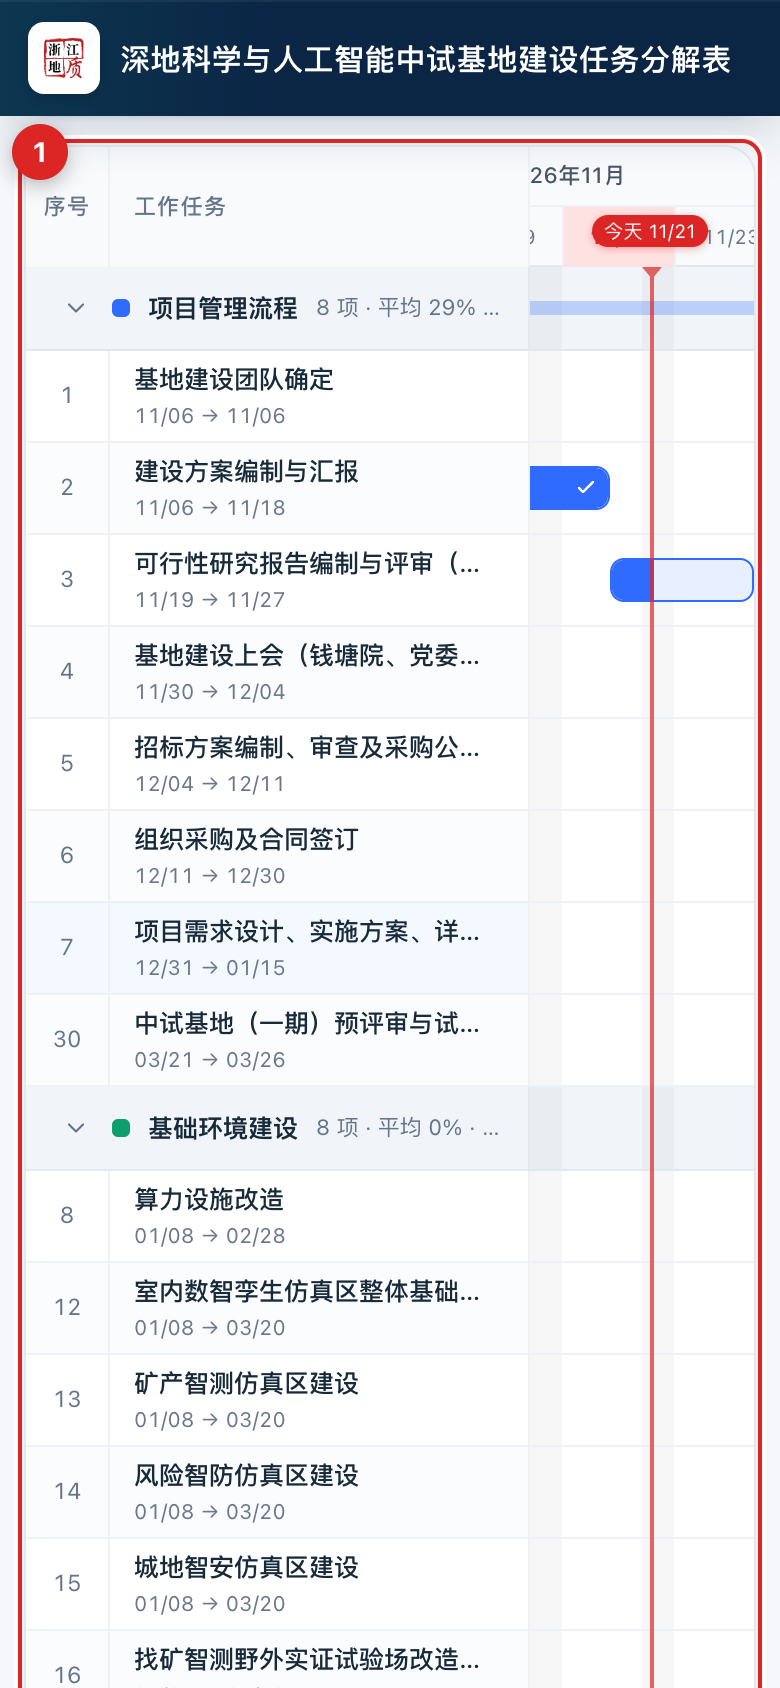 浙江
地质
深地科学与人工智能中试基地建设任务分解表
1
序号
工作任务
26年11月
9
今天 11/21
11/23
项目管理流程
8 项 · 平均 29% ...
1
基地建设团队确定
11/06 → 11/06
2
建设方案编制与汇报
11/06 → 11/18
3
可行性研究报告编制与评审（...
11/19 → 11/27
4
基地建设上会（钱塘院、党委...
11/30 → 12/04
5
招标方案编制、审查及采购公...
12/04 → 12/11
6
组织采购及合同签订
12/11 → 12/30
7
项目需求设计、实施方案、详...
12/31 → 01/15
30
中试基地（一期）预评审与试...
03/21 → 03/26
基础环境建设
8 项 · 平均 0% · ...
8
算力设施改造
01/08 → 02/28
12
室内数智孪生仿真区整体基础...
01/08 → 03/20
13
矿产智测仿真区建设
01/08 → 03/20
14
风险智防仿真区建设
01/08 → 03/20
15
城地智安仿真区建设
01/08 → 03/20
16
找矿智测野外实证试验场改造...